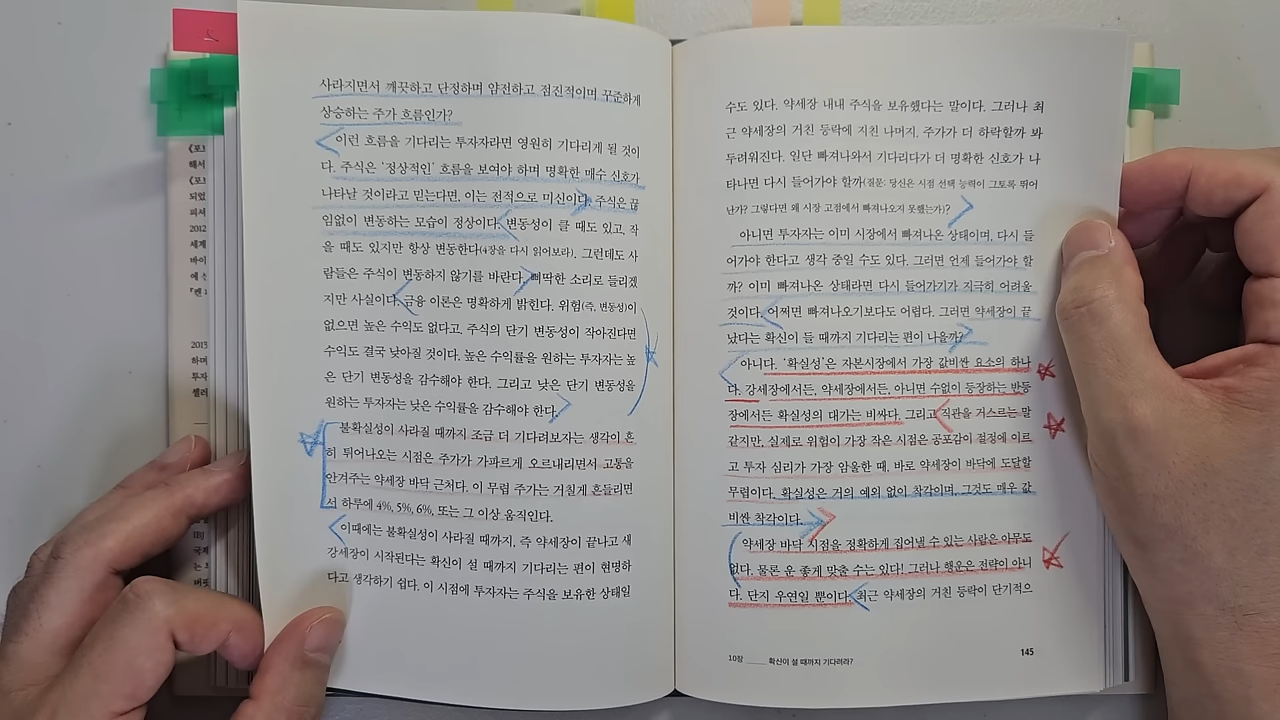 사라지면서 깨끗하고 단정하며 얌전하고 점진적이며 꾸준하게
상승하는 주가 흐름인가?
이런 흐름을 기다리는 투자자라면 영원히 기다리게 될 것이
다. 주식은 ‘정상적인’ 흐름을 보여야 하며 명확한 매수 신호가
나타날 것이라고 믿는다면, 이는 전적으로 미신이다. 주식은 끊
임없이 변동하는 모습이 정상이다. 변동성이 클 때도 있고, 작
을 때도 있지만 항상 변동한다(4장을 다시 읽어보라). 그런데도 사
람들은 주식이 변동하지 않기를 바란다. 삐딱한 소리로 들리겠
지만 사실이다. 금융 이론은 명확하게 밝힌다. 위험(즉, 변동성)이
없으면 높은 수익도 없다고. 주식의 단기 변동성이 작아진다면
수익도 결국 낮아질 것이다. 높은 수익률을 원하는 투자자는 높
은 단기 변동성을 감수해야 한다. 그리고 낮은 단기 변동성을
원하는 투자자는 낮은 수익률을 감수해야 한다.
불확실성이 사라질 때까지 조금 더 기다려보자는 생각이 흔
히 튀어나오는 시점은 주가가 가파르게 오르내리면서 고통을
안겨주는 약세장 바닥 근처다. 이 무렵 주가는 거칠게 흔들리면
서 하루에 4%, 5%, 6%, 또는 그 이상 움직인다.
이때에는 불확실성이 사라질 때까지, 즉 약세장이 끝나고 새
강세장이 시작된다는 확신이 설 때까지 기다리는 편이 현명하
다고 생각하기 쉽다. 이 시점에 투자자는 주식을 보유한 상태일
수도 있다. 약세장 내내 주식을 보유했다는 말이다. 그러나 최
근 약세장의 거친 등락에 지친 나머지, 주가가 더 하락할까 봐
두려워진다. 일단 빠져나와서 기다리다가 더 명확한 신호가 나
타나면 다시 들어가야 할까(질문: 당신은 시점 선택 능력이 그토록 뛰어
난가? 그렇다면 왜 시장 고점에서 빠져나오지 못했는가)?
아니면 투자자는 이미 시장에서 빠져나온 상태이며, 다시 들
어가야 한다고 생각 중일 수도 있다. 그러면 언제 들어가야 할
까? 이미 빠져나온 상태라면 다시 들어가기가 지극히 어려울
것이다. 어쩌면 빠져나오기보다도 어렵다. 그러면 약세장이 끝
났다는 확신이 들 때까지 기다리는 편이 나을까?
아니다. ‘확실성’은 자본시장에서 가장 값비싼 요소의 하나
다. 강세장에서든, 약세장에서든, 아니면 수없이 등장하는 반등
장에서든 확실성의 대가는 비싸다. 그리고 직관을 거스르는 말
같지만, 실제로 위험이 가장 작은 시점은 공포감이 절정에 이르
고 투자 심리가 가장 암울한 때, 바로 약세장이 바닥에 도달할
무렵이다. 확실성은 거의 예외 없이 착각이며, 그것도 매우 값
비싼 착각이다.
약세장 바닥 시점을 정확하게 집어낼 수 있는 사람은 아무도
없다. 물론 운 좋게 맞출 수는 있다! 그러나 행운은 전략이 아니
다. 단지 우연일 뿐이다. 최근 약세장의 거친 등락이 단기적으
10장 ____ 확신이 설 때까지 기다려라?
145